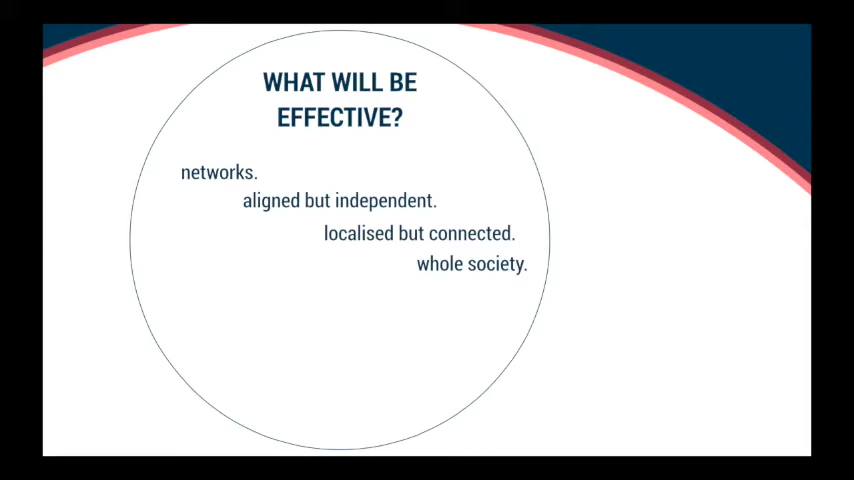 WHAT WILL BE
EFFECTIVE?
networks.
aligned but independent.
localised but connected.
whole society.